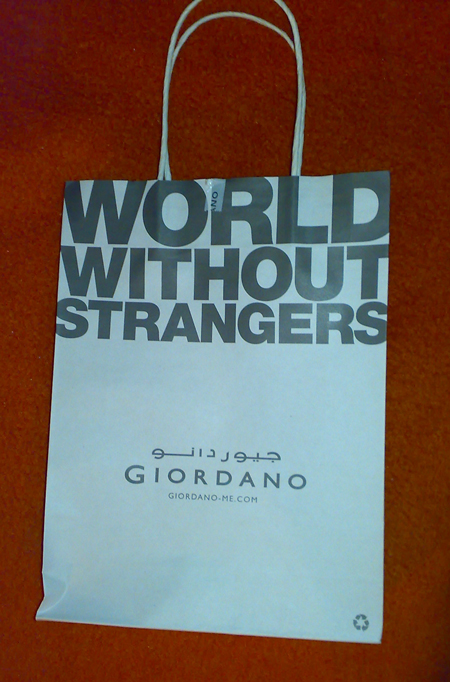 WORLD
WITHOUT
STRANGERS
جيوردانو
GIORDANO
GIORDANO-ME.COM